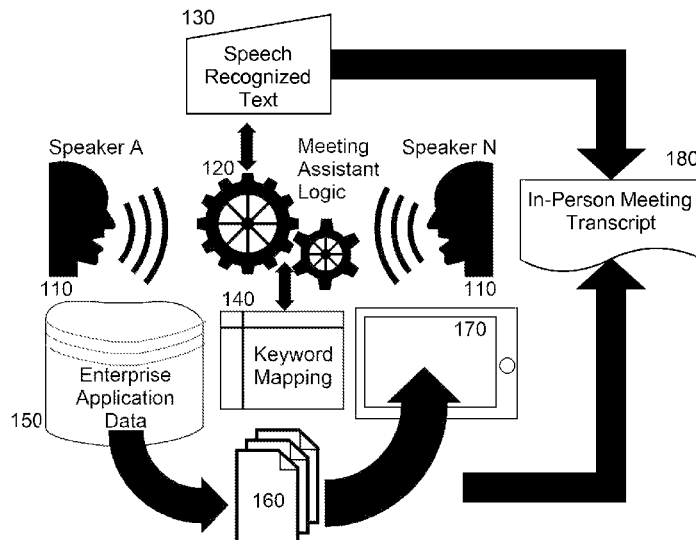 130
Speech
Recognized
Text
Speaker A
120
Meeting
Assistant
Logic
Speaker N
180
In-Person Meeting
Transcript
110
140
110
170
Keyword
Mapping
Enterprise
Application
Data
150
160